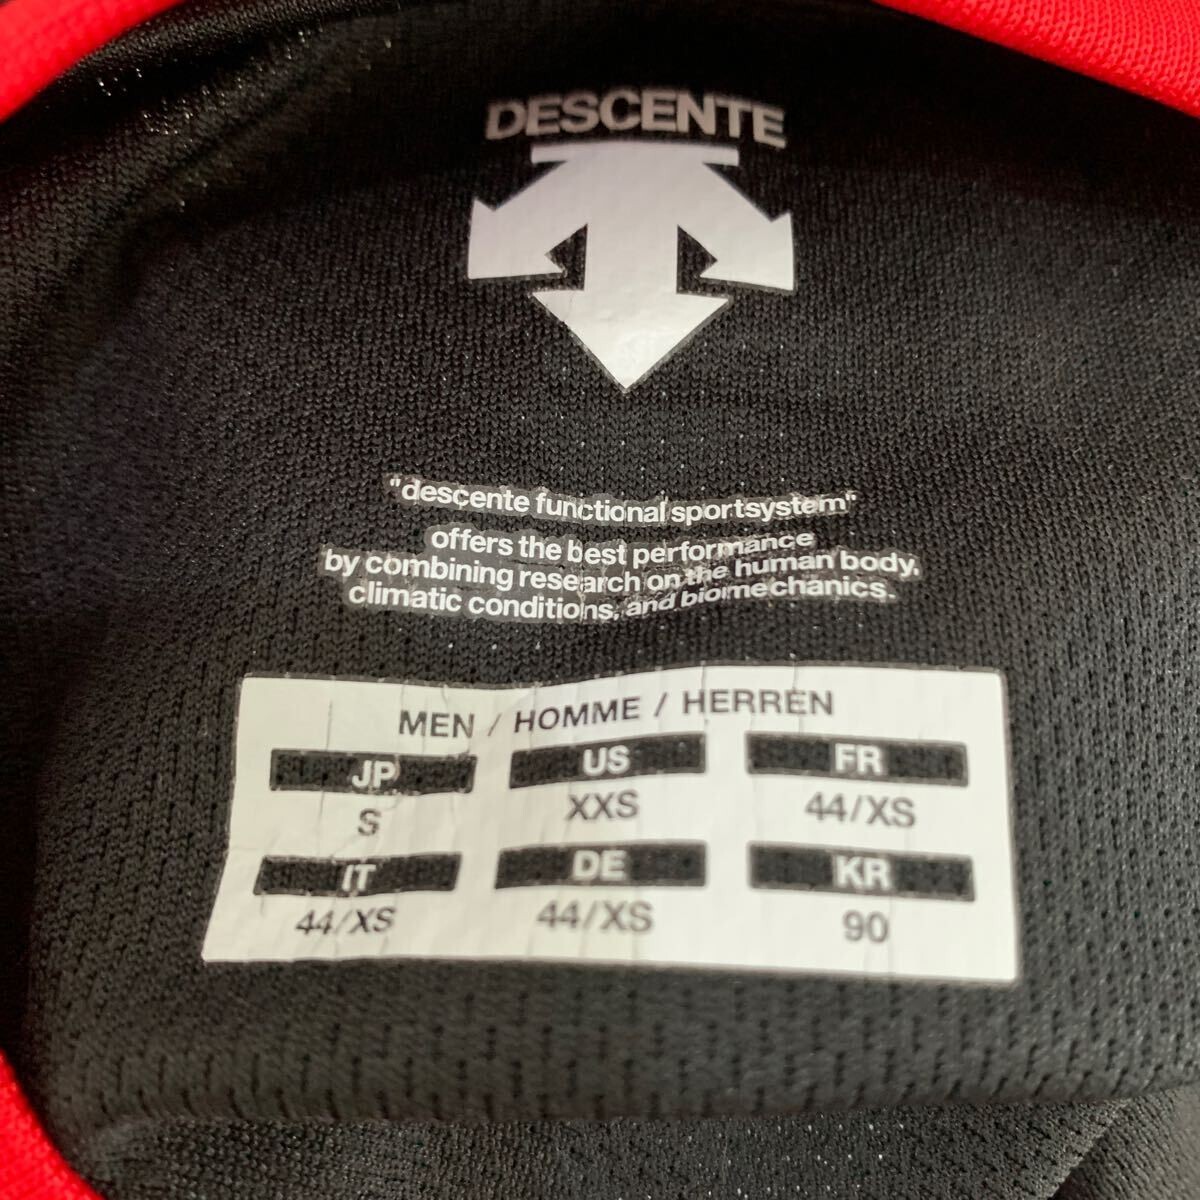 DESCENTE
"descente functional sportsystem"
offers the best performance
by combining research on the human body,
climatic conditions, and biomechanics.
MEN / HOMME / HERREN
JP US FR
S XXS 44/XS
IT DE KR
44/XS 44/XS 90